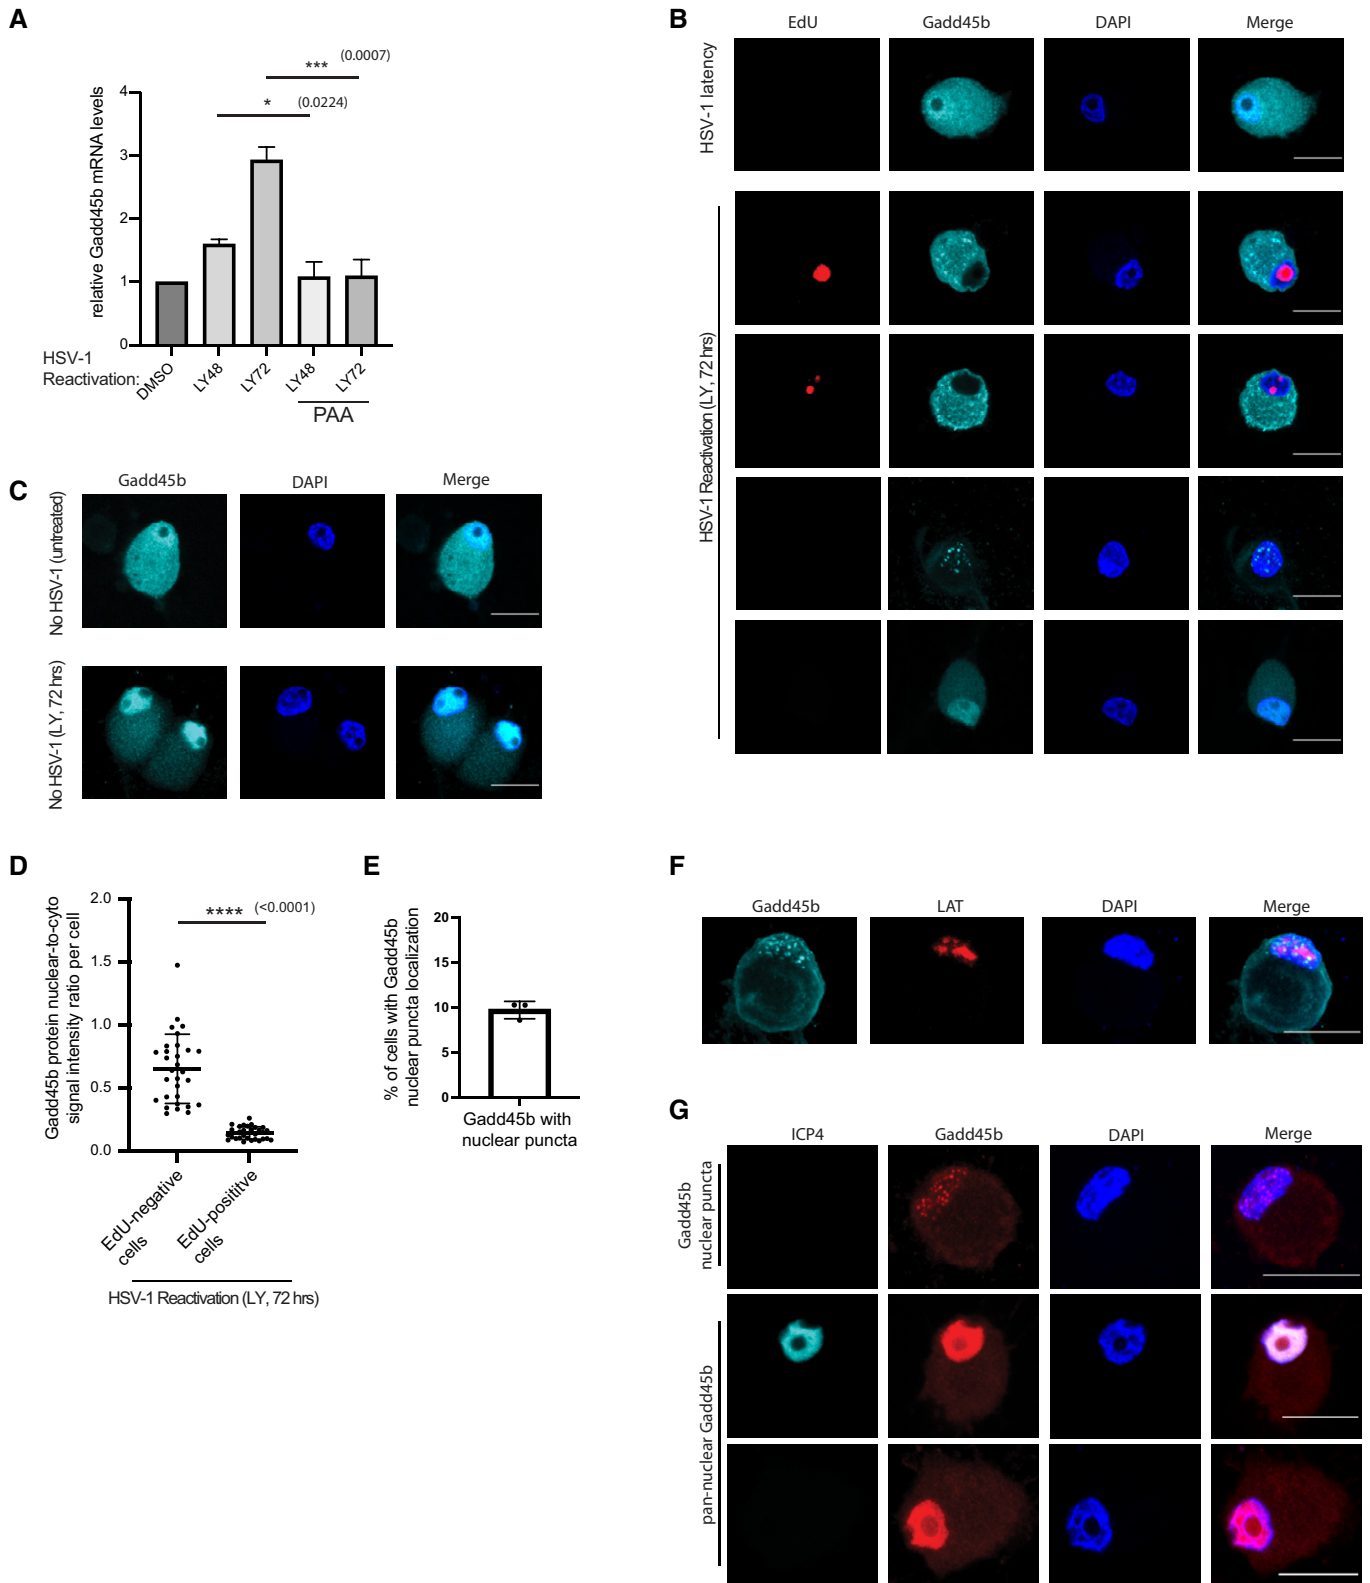 A
relative Gadd45b mRNA levels
4
3
2
1
0
*** (0.0007)
* (0.0224)
HSV-1
Reactivation:
DMSO
LY48
LY72
LY48
LY72
PAA
B
EdU
Gadd45b
DAPI
Merge
HSV-1 latency
HSV-1 Reactivation (LY, 72 hrs)
C
Gadd45b
DAPI
Merge
No HSV-1 (untreated)
No HSV-1 (LY, 72 hrs)
D
Gadd45b protein nuclear-to-cyto
signal intensity ratio per cell
2.0
1.5
1.0
0.5
0.0
**** (<0.0001)
EdU-negative
cells
EdU-posititve
cells
HSV-1 Reactivation (LY, 72 hrs)
E
% of cells with Gadd45b
nuclear puncta localization
20
15
10
5
0
Gadd45b with
nuclear puncta
F
Gadd45b
LAT
DAPI
Merge
G
ICP4
Gadd45b
DAPI
Merge
Gadd45b
nuclear puncta
pan-nuclear Gadd45b